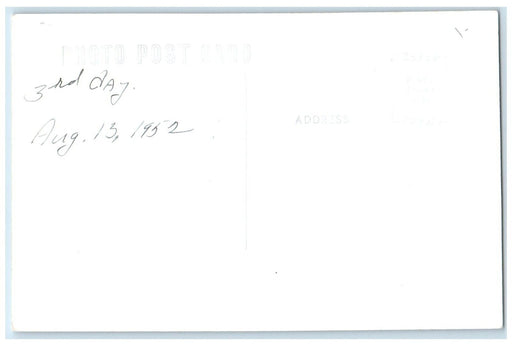 PHOTO POST CARD
3rd day.
Aug. 13, 1952
ADDRESS